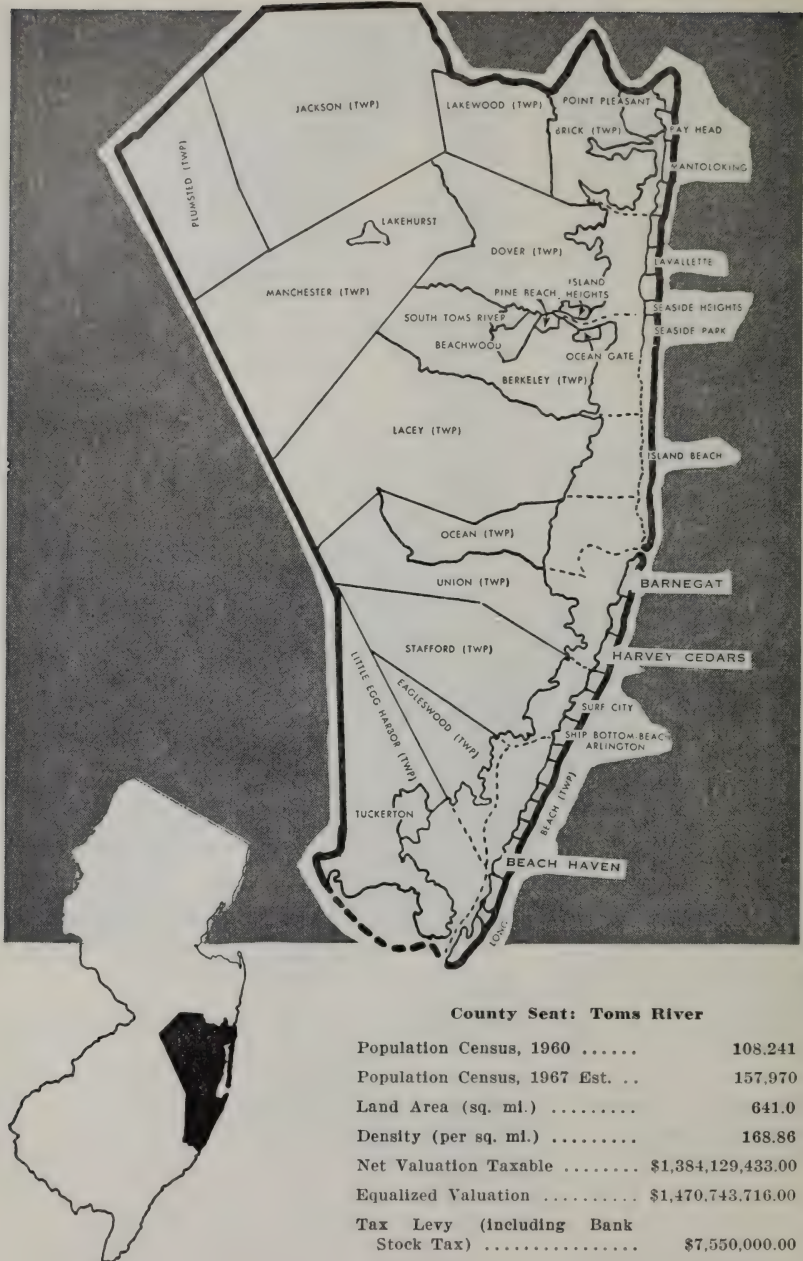 JACKSON (TWP)
LAKEWOOD (TWP)
POINT PLEASANT
BRICK (TWP)
BAY HEAD
MANTOLOKING
PLUMSTED (TWP)
LAKEHURST
DOVER (TWP)
LAVALLETTE
MANCHESTER (TWP)
PINE BEACH
ISLAND
HEIGHTS
SEASIDE HEIGHTS
SOUTH TOMS RIVER
SEASIDE PARK
BEACHWOOD
OCEAN GATE
BERKELEY (TWP)
LACEY (TWP)
ISLAND BEACH
OCEAN (TWP)
UNION (TWP)
BARNEGAT
STAFFORD (TWP)
HARVEY CEDARS
LITTLE EGG HARBOR (TWP)
EAGLESWOOD (TWP)
SURF CITY
SHIP BOTTOM-BEACH
ARLINGTON
TUCKERTON
LONG BEACH (TWP)
BEACH HAVEN
County Seat: Toms River
Population Census, 1960 ...... 108.241
Population Census, 1967 Est. .. 157,970
Land Area (sq. mi.) ......... 641.0
Density (per sq. mi.) ......... 168.86
Net Valuation Taxable ........ $1,384,129,433.00
Equalized Valuation .......... $1,470,743.716.00
Tax Levy (including Bank
Stock Tax) ................ $7,550,000.00